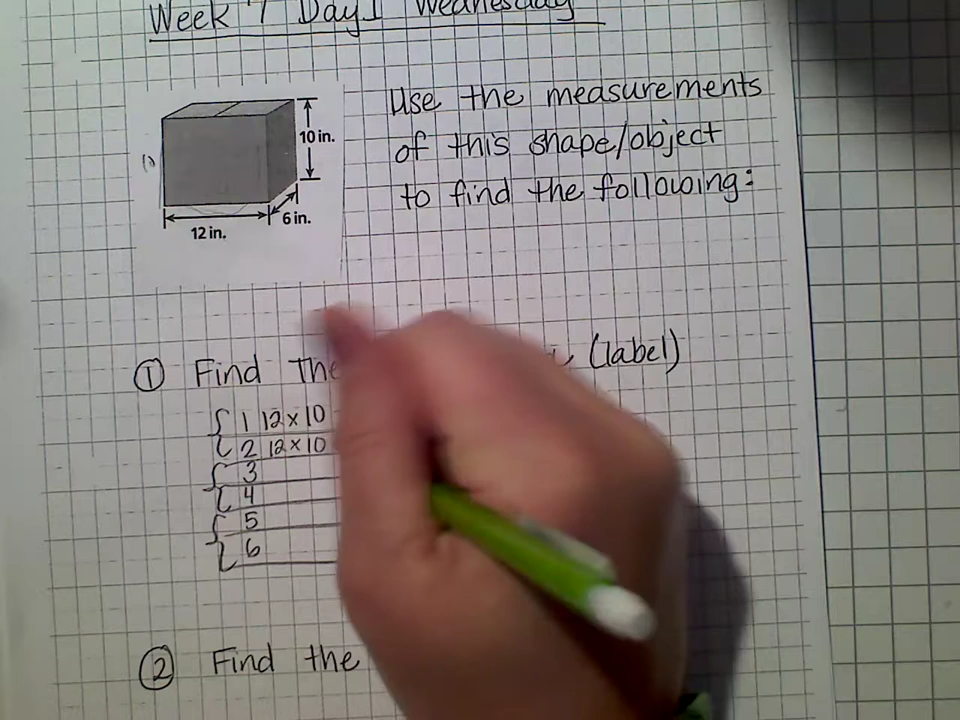 Week 7 Day 1 Wednesday
10 in.
6 in.
12 in.
Use the measurements
of this shape/object
to find the following:
① Find The (label)
1 12 x 10
2 12 x 10
3
4
5
6
② Find the